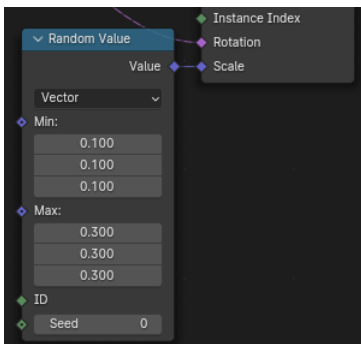 Instance Index
Random Value
Rotation
Value
Scale
Vector
Min:
0.100
0.100
0.100
Max:
0.300
0.300
0.300
ID
Seed 0